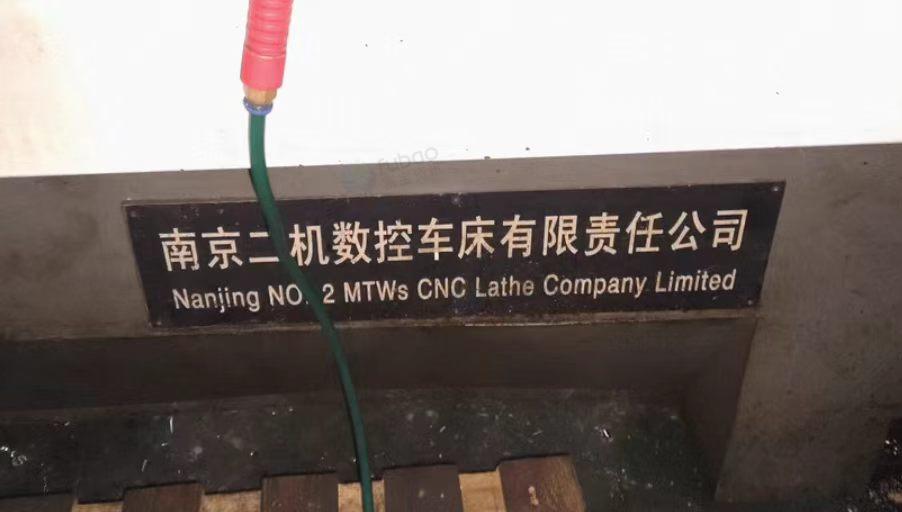 南京二机数控车床有限责任公司
Nanjing NO. 2 MTWs CNC Lathe Company Limited